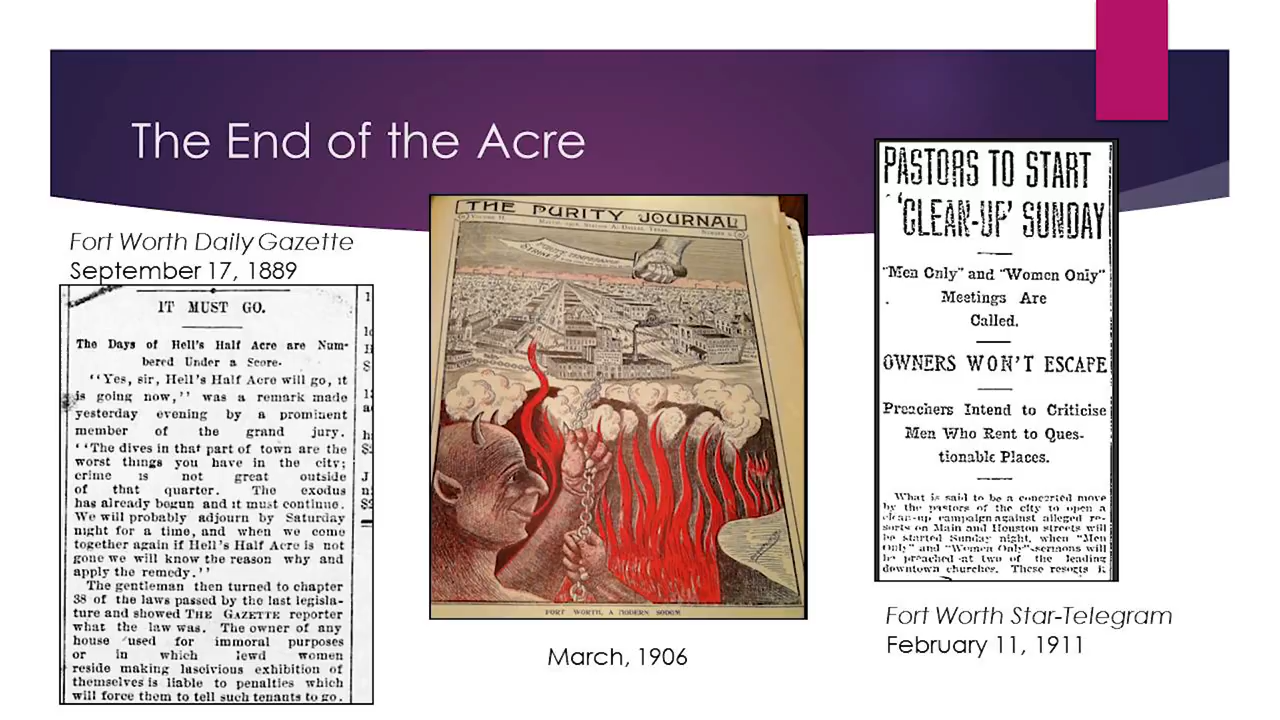 The End of the Acre
Fort Worth Daily Gazette
September 17, 1889
IT MUST GO.
The Days of Hell's Half Acre are Num-
bered Under a Score.
"Yes, sir, Hell's Half Acre will go, it
is going now," was a remark made
yesterday evening by a prominent
member of the grand jury.
"The dives in that part of town are the
worst things you have in the city;
crime is not great outside
of that quarter. The exodus
has already begun and it must continue.
We will probably adjourn by Saturday
night for a time, and when we come
together again if Hell's Half Acre is not
gone we will know the reason why and
apply the remedy."
The gentleman then turned to chapter
38 of the laws passed by the last legisla-
ture and showed THE GAZETTE reporter
what the law was. The owner of any
house used for immoral purposes
or in which lewd women
reside making lascivious exhibition of
themselves is liable to penalties which
will force them to tell such tenants to go.
THE PURITY JOURNAL
VOLUME II.
FORT WORTH, A MODERN SODOM
March, 1906
PASTORS TO START
'CLEAN-UP' SUNDAY
"Men Only" and "Women Only"
Meetings Are
Called.
OWNERS WON'T ESCAPE
Preachers Intend to Criticise
Men Who Rent to Ques-
tionable Places.
What is said to be a concerted move
by the pastors of the city to open a
clean-up campaign against alleged re-
sorts on Main and Houston streets will
be started Sunday night, when "Men
Only" and "Women Only" sermons will
be preached at two of the leading
downtown churches. These resorts
Fort Worth Star-Telegram
February 11, 1911